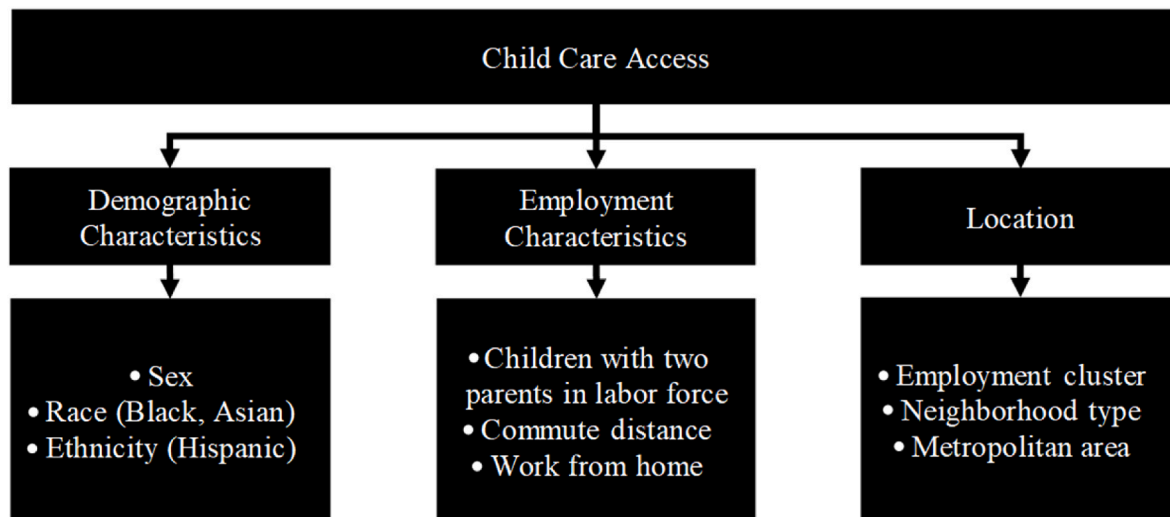 Child Care Access
Demographic
Characteristics
Employment
Characteristics
Location
• Sex
• Race (Black, Asian)
• Ethnicity (Hispanic)
• Children with two
parents in labor force
• Commute distance
• Work from home
• Employment cluster
• Neighborhood type
• Metropolitan area